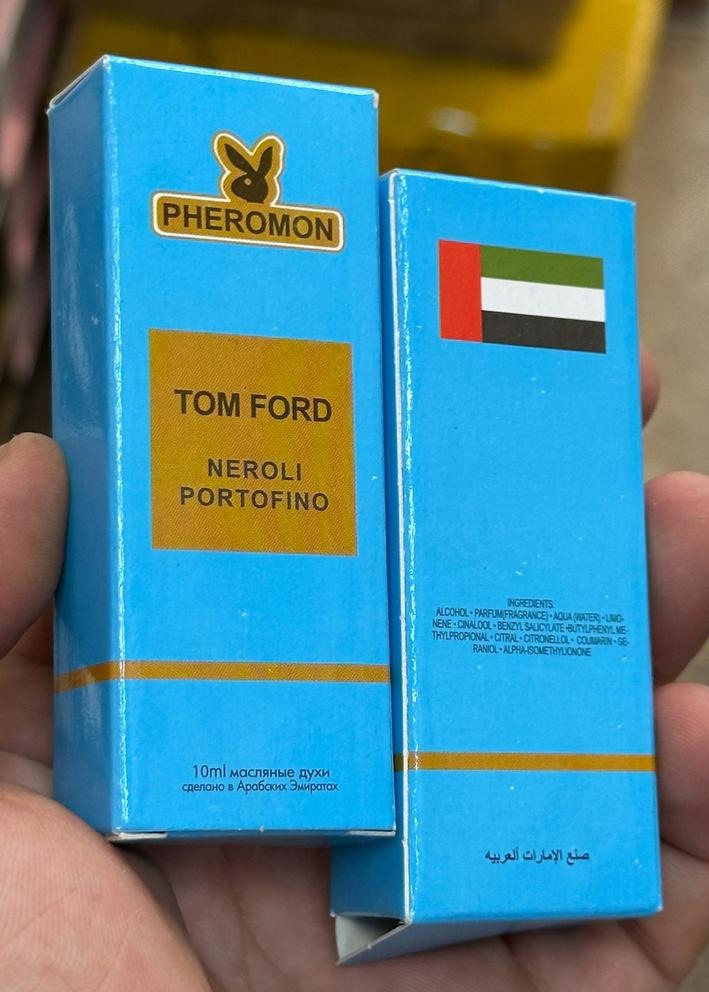 PHEROMON
TOM FORD
NEROLI
PORTOFINO
10ml масляные духи
сделано в Арабских Эмиратах
INGREDIENTS:
ALCOHOL • PARFUM(FRAGRANCE) • AQUA (WATER) • LIMO-
NENE • CINALOOL • BENZYL SALICYLATE •BUTYLPHENYL ME-
THYLPROPIONAL • CITRAL • CITRONELLOL • COUMARIN • GE-
RANIOL • ALPHA-ISOMETHYLIONONE
صنع الإمارات ألعربيه